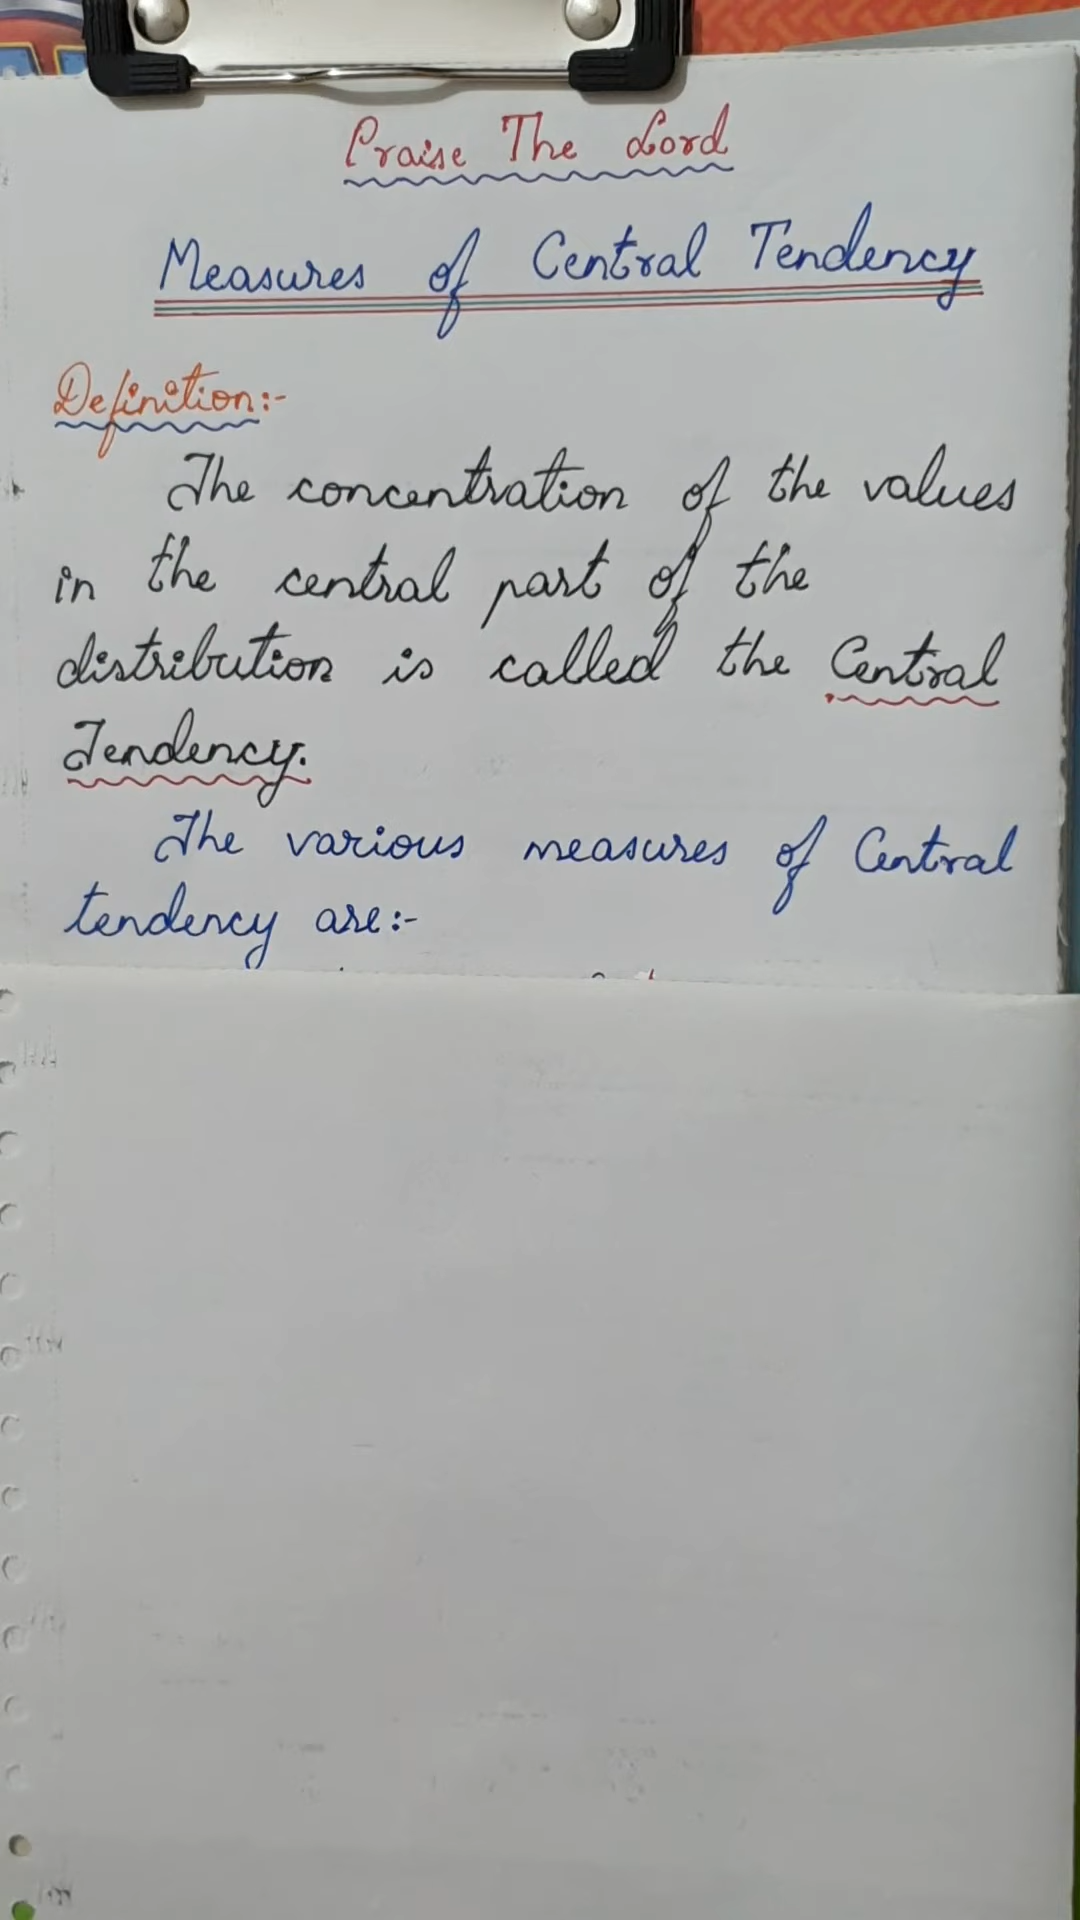 Praise The Lord
Measures of Central Tendency
Definition:-
The concentration of the values
in the central part of the
distribution is called the Central
Tendency.
The various measures of Central
tendency are:-